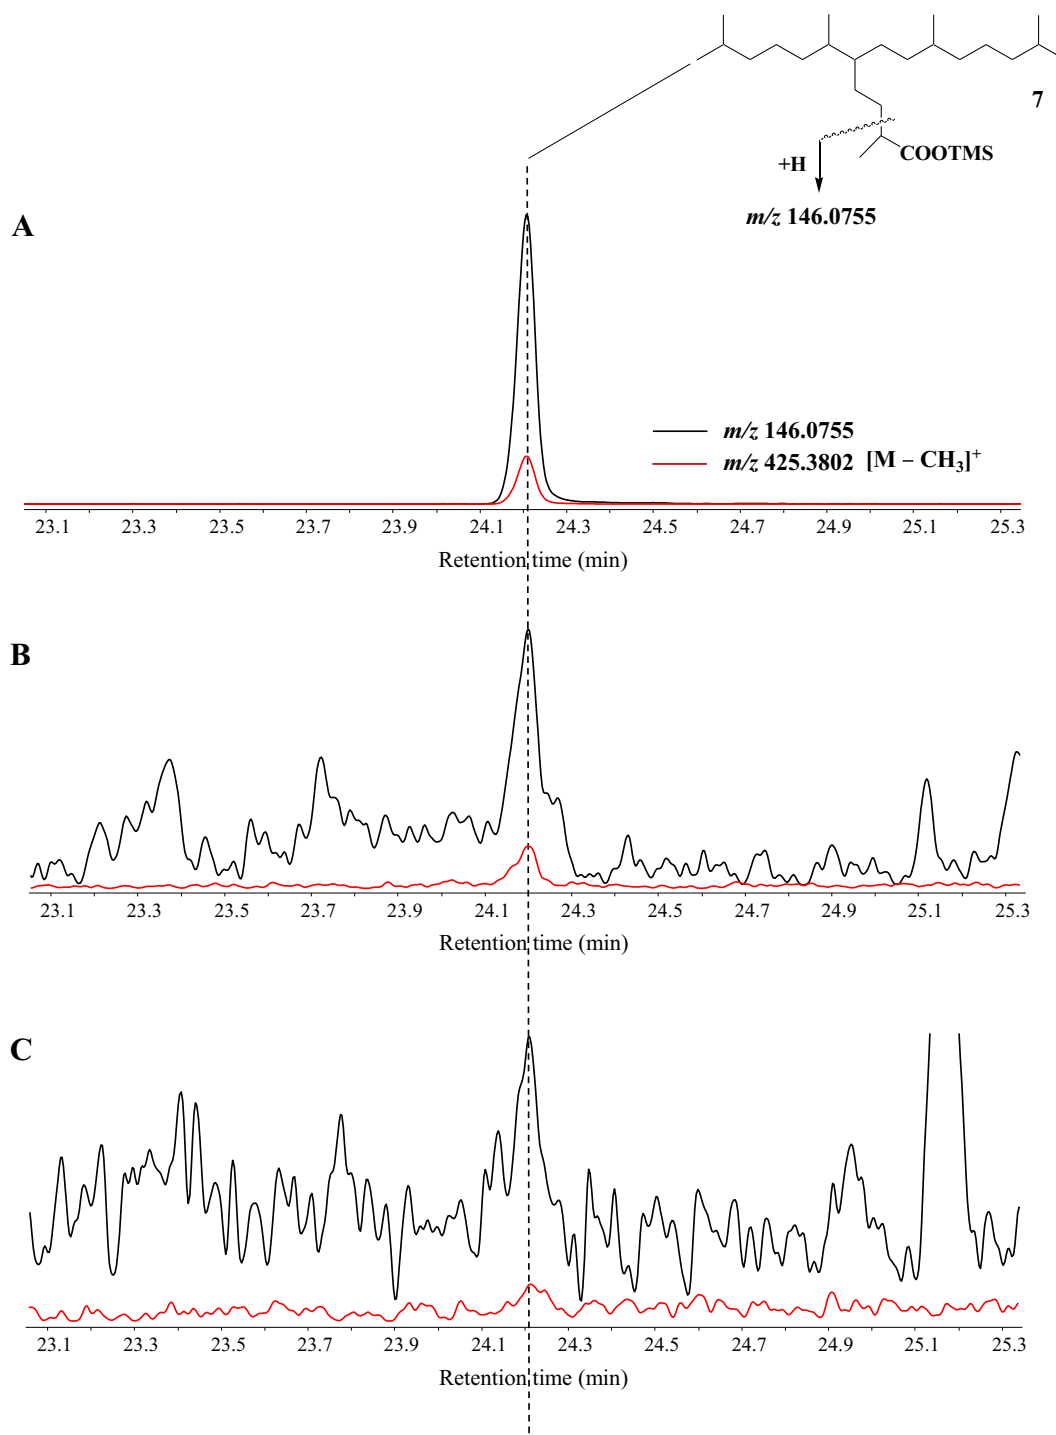 7
COOTMS
+H
m/z 146.0755
A
m/z 146.0755
m/z 425.3802 [M – CH3]+
23.1 23.3 23.5 23.7 23.9 24.1 24.3 24.5 24.7 24.9 25.1 25.3
Retention time (min)
B
23.1 23.3 23.5 23.7 23.9 24.1 24.3 24.5 24.7 24.9 25.1 25.3
Retention time (min)
C
23.1 23.3 23.5 23.7 23.9 24.1 24.3 24.5 24.7 24.9 25.1 25.3
Retention time (min)